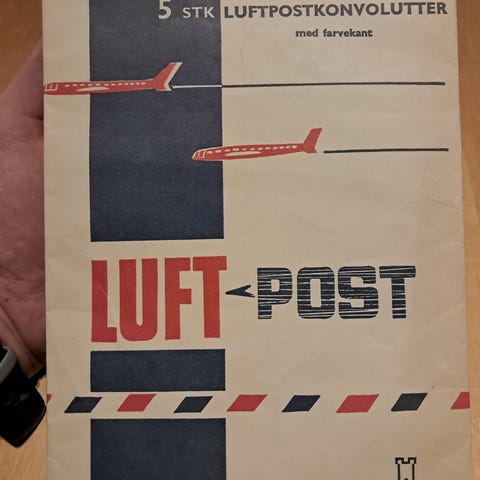 5 STK LUFTPOSTKONVOLUTTER
med farvekant
LUFT POST